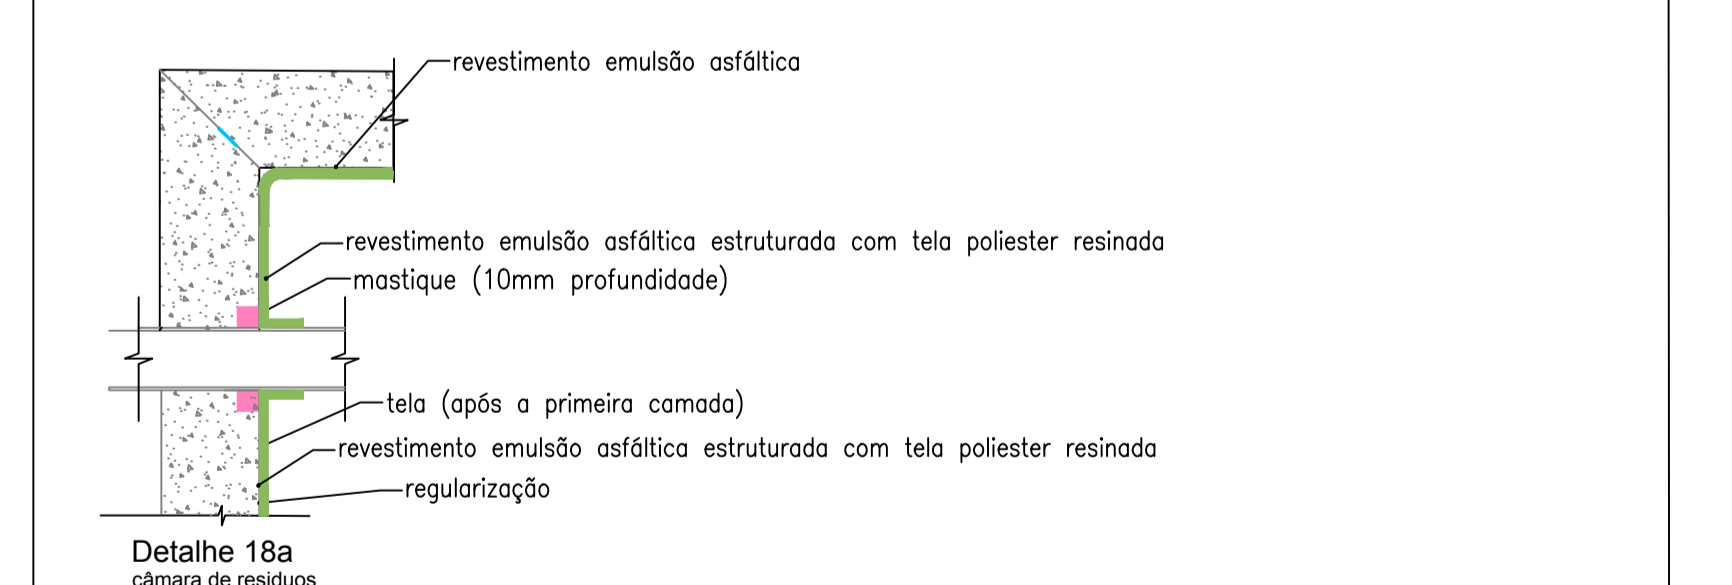 revestimento emulsão asfáltica
revestimento emulsão asfáltica estruturada com tela poliester resinada
mastique (10mm profundidade)
tela (após a primeira camada)
revestimento emulsão asfáltica estruturada com tela poliester resinada
regularização
Detalhe 18a
câmara de residuos